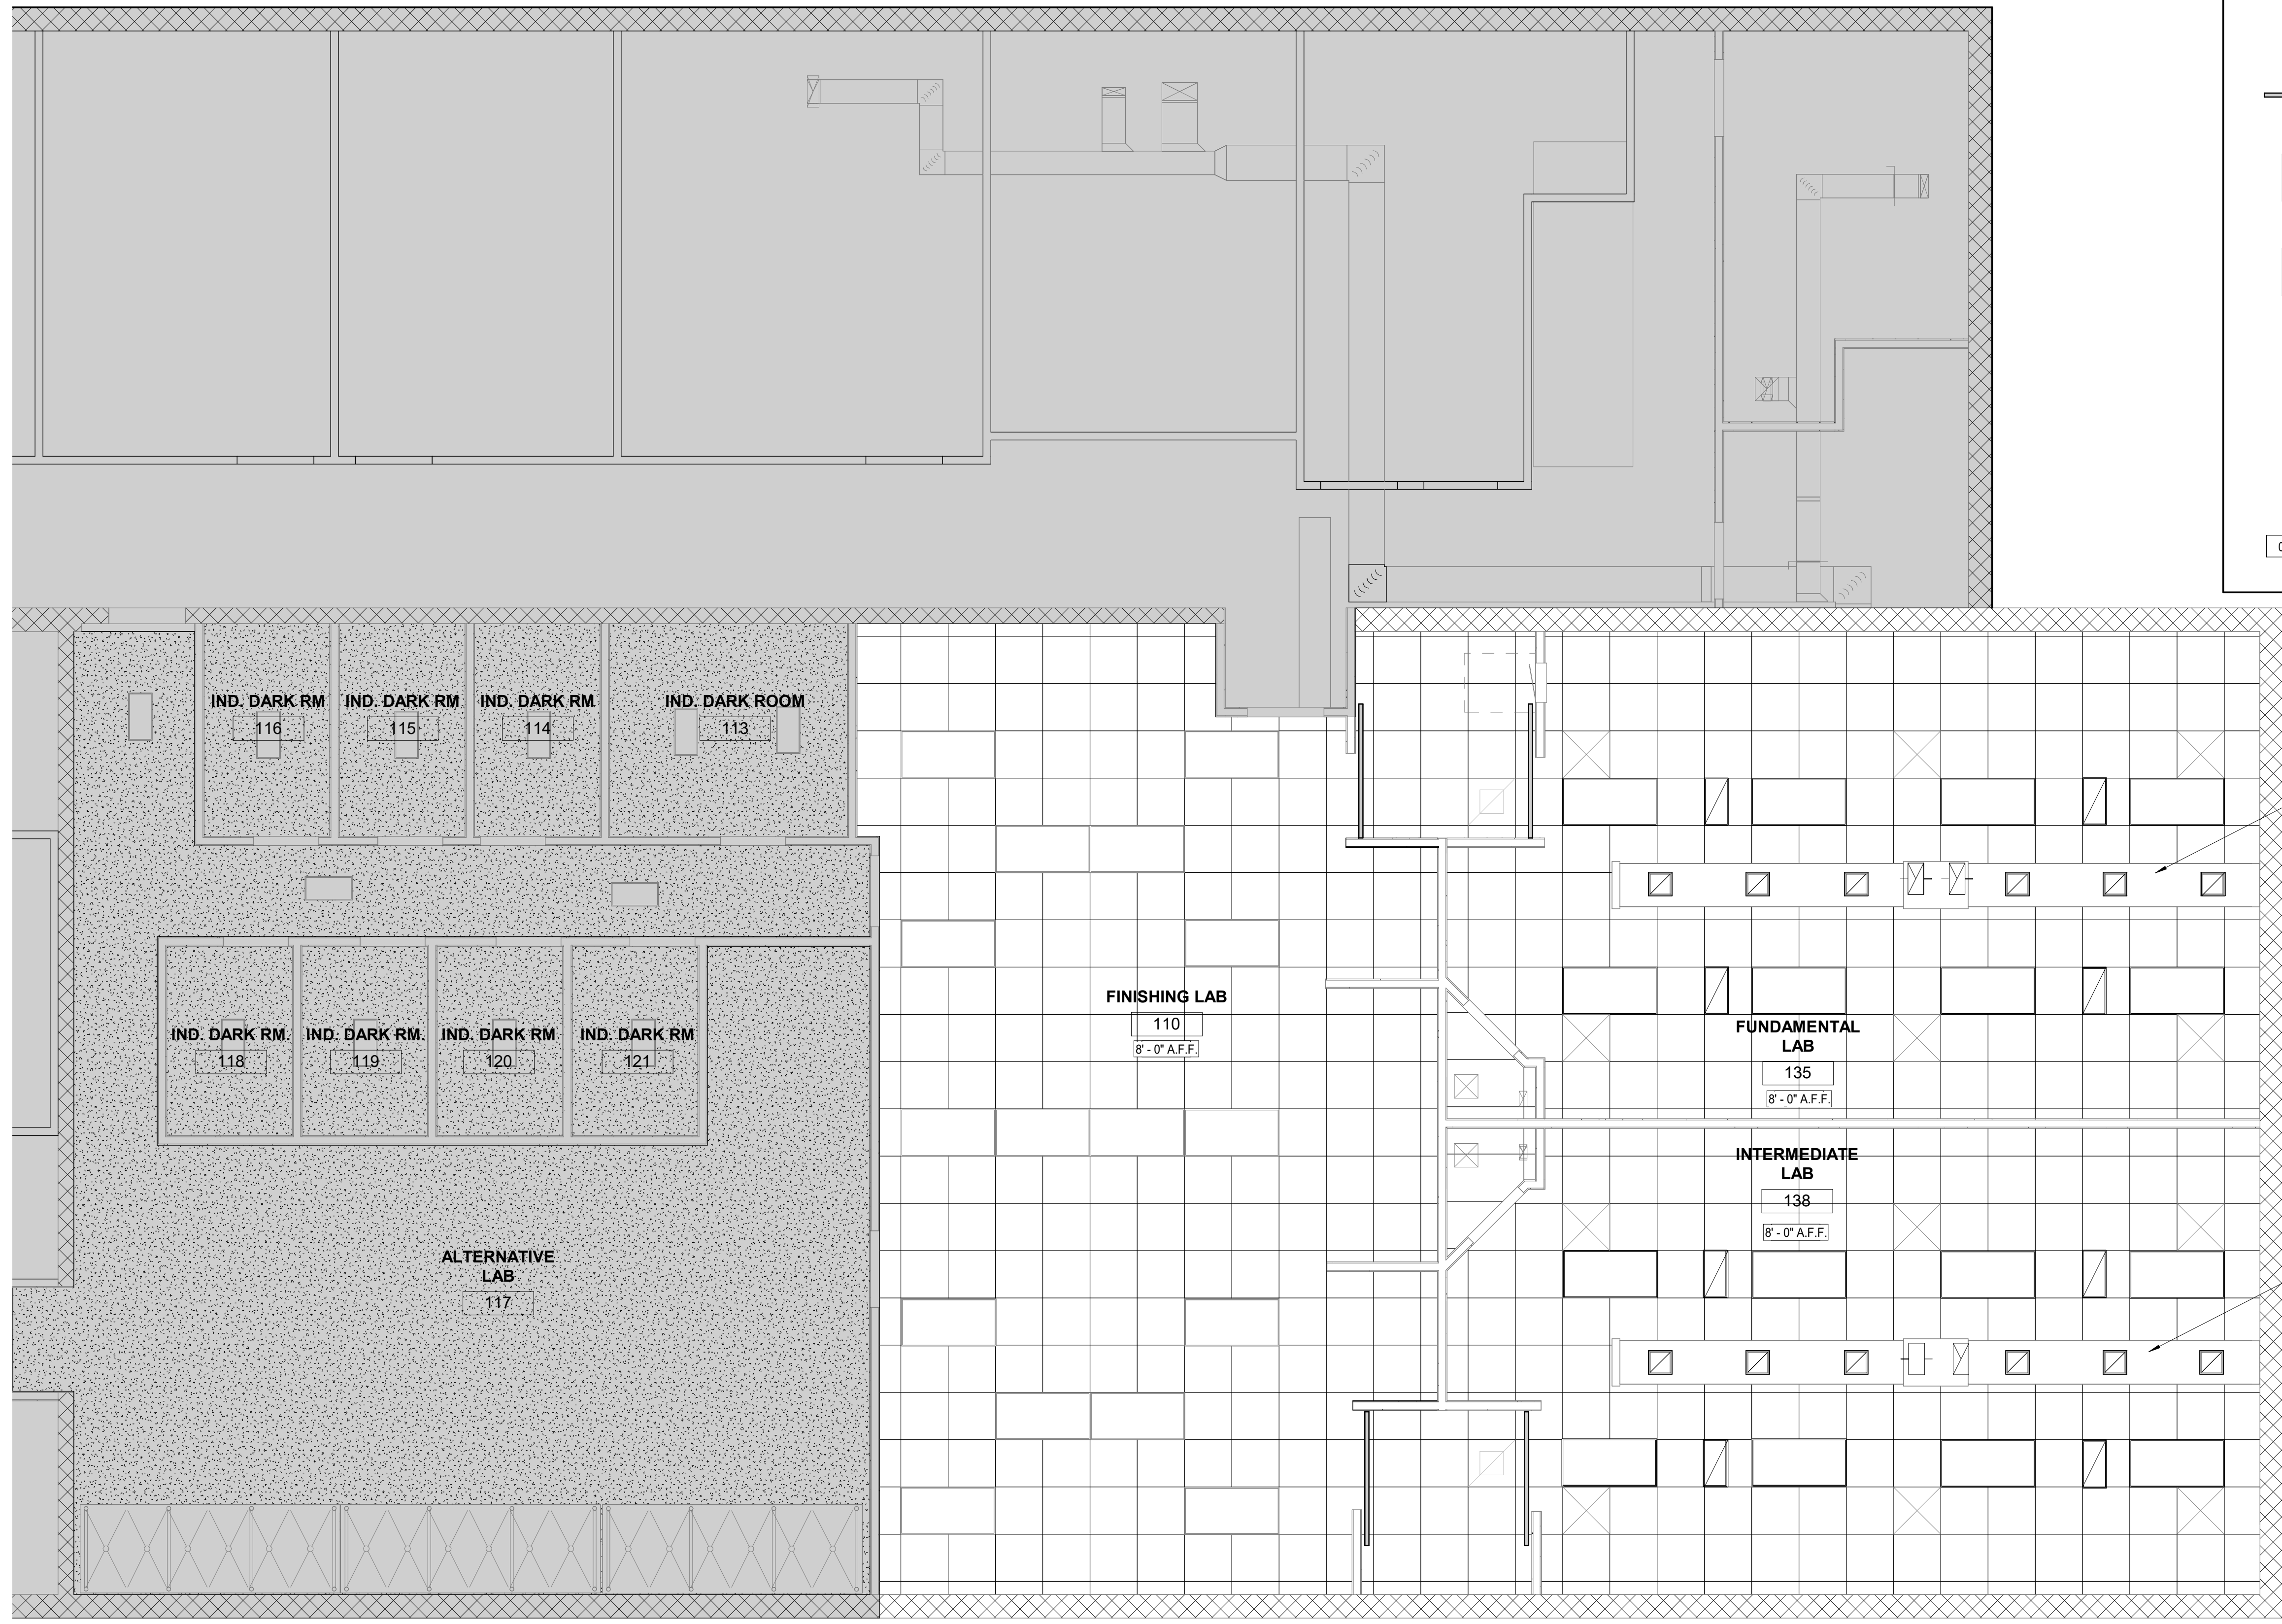 IND. DARK RM
116
IND. DARK RM
115
IND. DARK RM
114
IND. DARK ROOM
113
FINISHING LAB
110
8' - 0" A.F.F.
FUNDAMENTAL
LAB
135
8' - 0" A.F.F.
IND. DARK RM.
118
IND. DARK RM.
119
IND. DARK RM
120
IND. DARK RM
121
INTERMEDIATE
LAB
138
8' - 0" A.F.F.
ALTERNATIVE
LAB
117